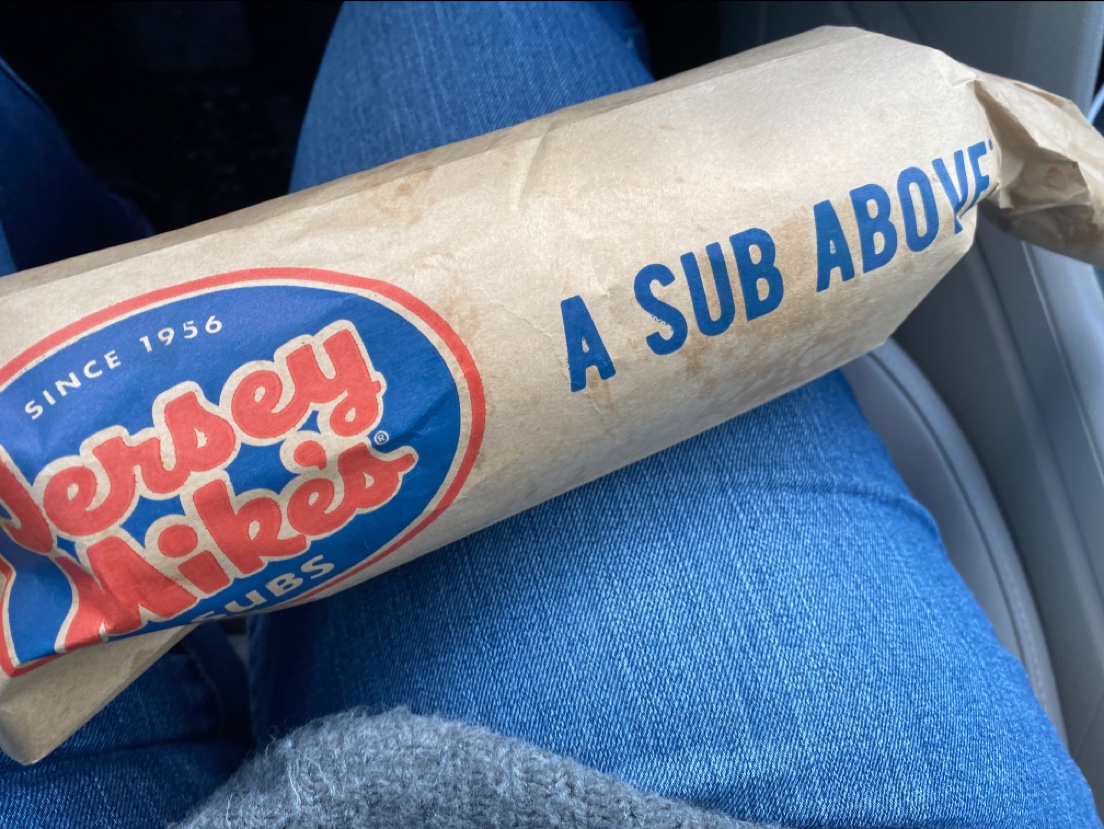 SINCE 1956
Jersey
Mike's®
SUBS
A SUB ABOVE